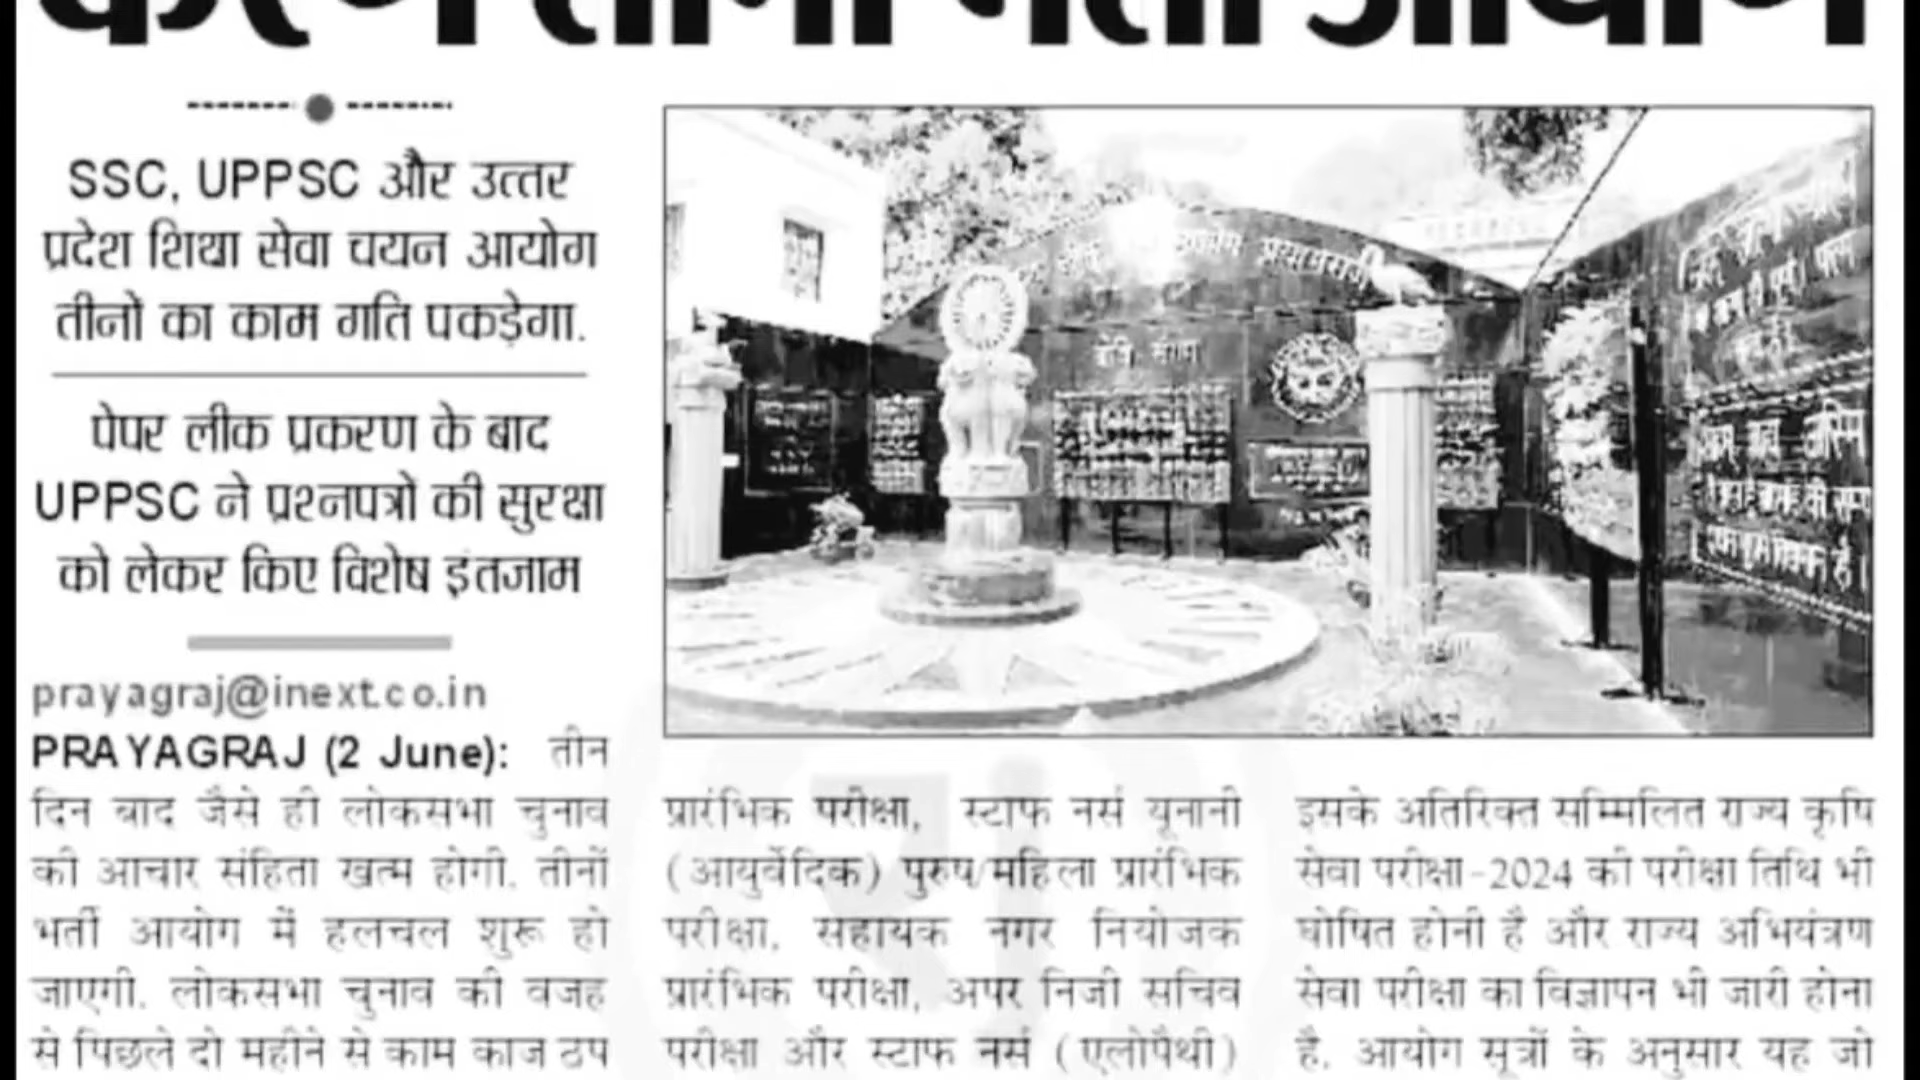 SSC, UPPSC और उत्तर
प्रदेश शिक्षा सेवा चयन आयोग
तीनों का काम गति पकड़ेगा.
पेपर लीक प्रकरण के बाद
UPPSC ने प्रश्नपत्रों की सुरक्षा
को लेकर किए विशेष इंतजाम
prayagraj@inext.co.in
PRAYAGRAJ (2 June): तीन
दिन बाद जैसे ही लोकसभा चुनाव
की आचार संहिता खत्म होगी. तीनों
भर्ती आयोग में हलचल शुरू हो
जाएगी. लोकसभा चुनाव की वजह
से पिछले दो महीने से काम काज ठप
प्रारंभिक परीक्षा, स्टाफ नर्स यूनानी
(आयुर्वेदिक) पुरुष/महिला प्रारंभिक
परीक्षा, सहायक नगर नियोजक
प्रारंभिक परीक्षा, अपर निजी सचिव
परीक्षा और स्टाफ नर्स (एलोपैथी)
इसके अतिरिक्त सम्मिलित राज्य कृषि
सेवा परीक्षा-2024 की परीक्षा तिथि भी
घोषित होनी है और राज्य अभियंत्रण
सेवा परीक्षा का विज्ञापन भी जारी होना
है. आयोग सूत्रों के अनुसार यह जो